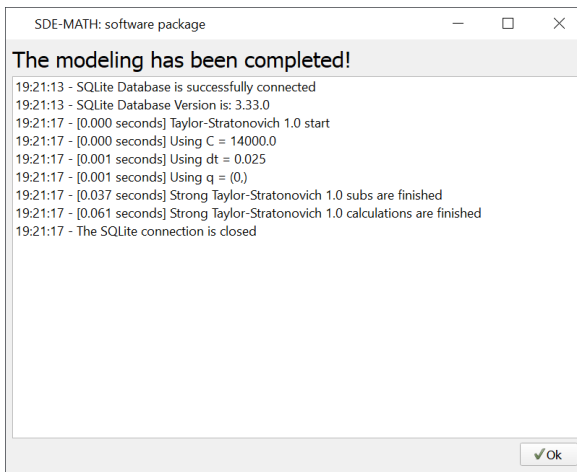 SDE-MATH: software package
The modeling has been completed!
19:21:13 - SQLite Database is successfully connected
19:21:13 - SQLite Database Version is: 3.33.0
19:21:17 - [0.000 seconds] Taylor-Stratonovich 1.0 start
19:21:17 - [0.000 seconds] Using C = 14000.0
19:21:17 - [0.001 seconds] Using dt = 0.025
19:21:17 - [0.001 seconds] Using q = (0,)
19:21:17 - [0.037 seconds] Strong Taylor-Stratonovich 1.0 subs are finished
19:21:17 - [0.061 seconds] Strong Taylor-Stratonovich 1.0 calculations are finished
19:21:17 - The SQLite connection is closed
Ok